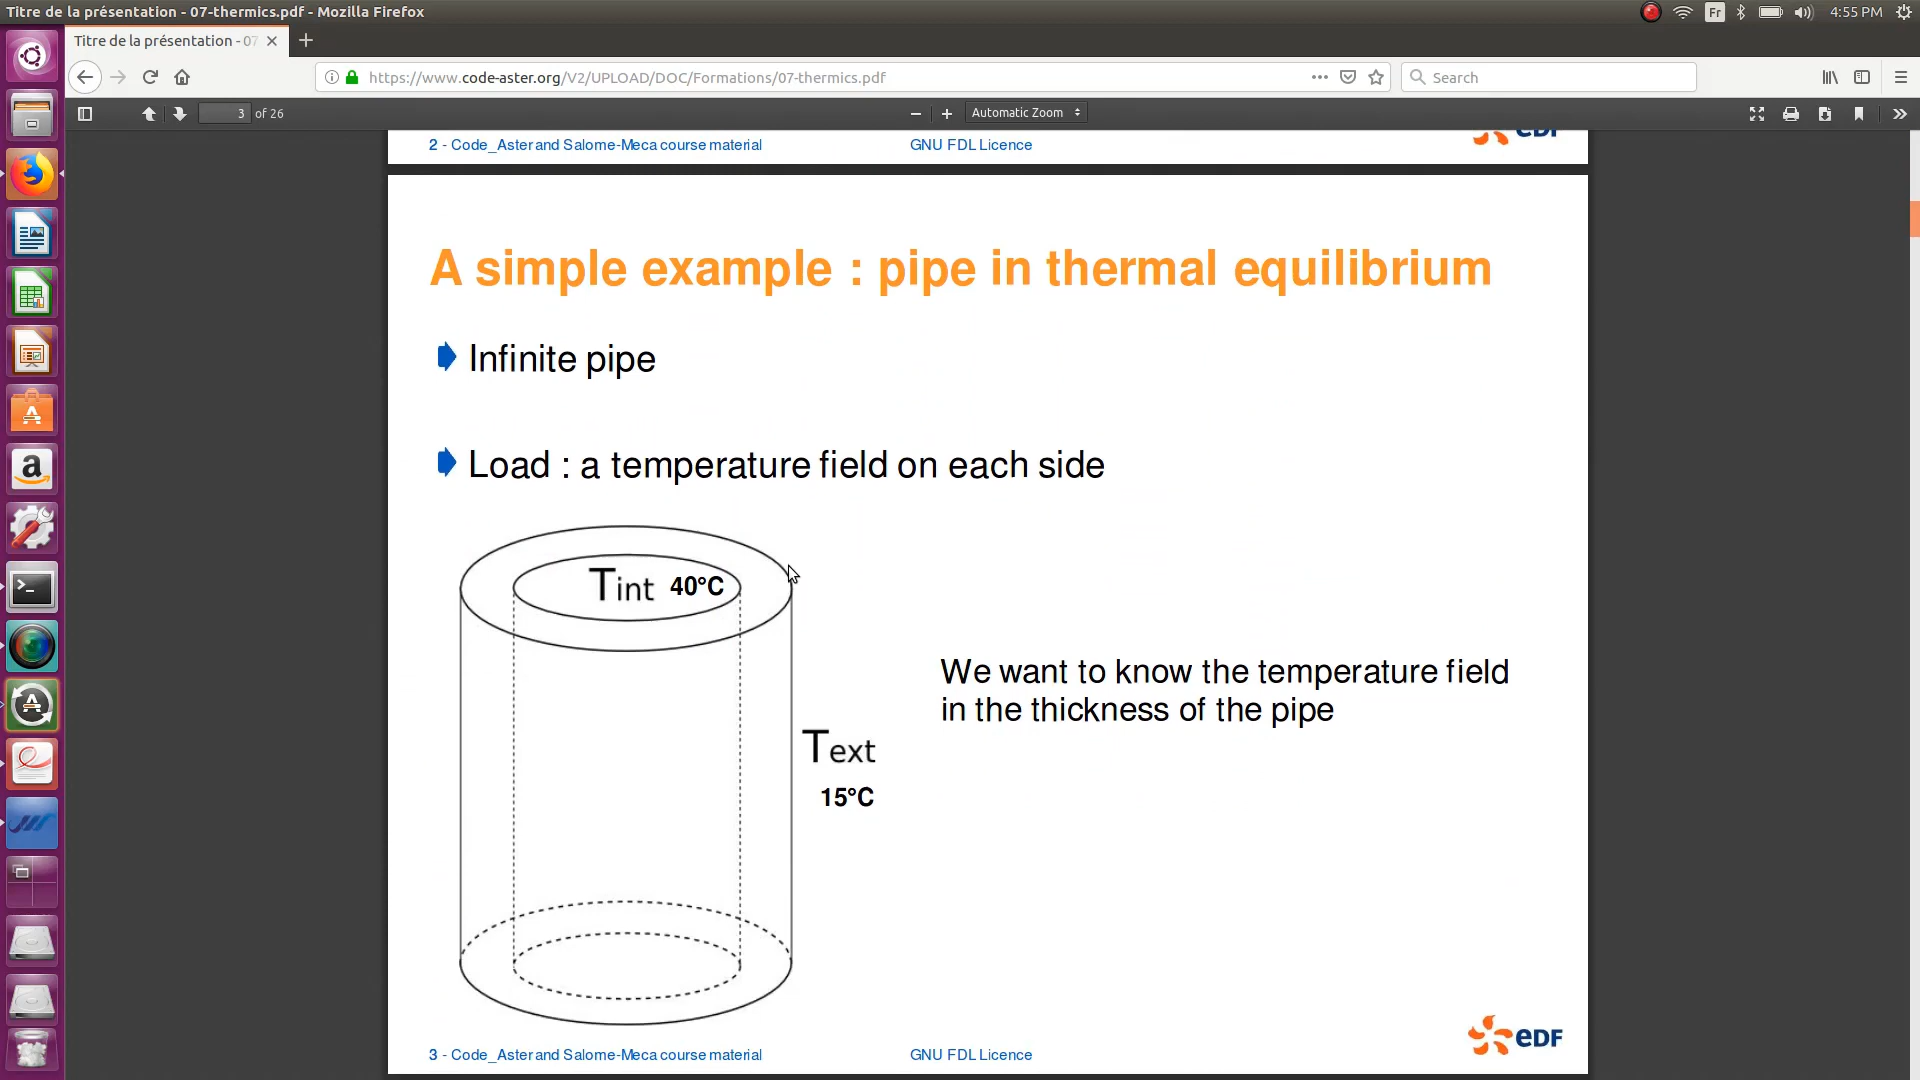 Titre de la présentation - 07-thermics.pdf - Mozilla Firefox
Fr
4:55 PM
Titre de la présentation - 07
https://www.code-aster.org/V2/UPLOAD/DOC/Formations/07-thermics.pdf
Search
3 of 26
Automatic Zoom
2 - Code_Aster and Salome-Meca course material
GNU FDL Licence
eDF
A simple example : pipe in thermal equilibrium
Infinite pipe
Load : a temperature field on each side
Tint 40°C
We want to know the temperature field
in the thickness of the pipe
Text
15°C
eDF
3 - Code_Aster and Salome-Meca course material
GNU FDL Licence